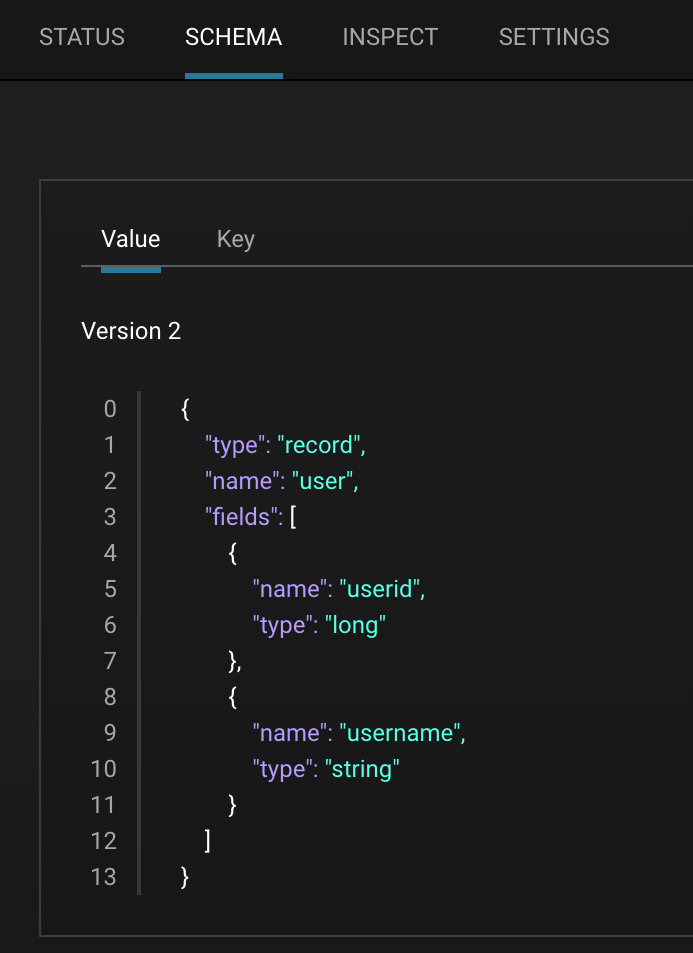 STATUS SCHEMA INSPECT SETTINGS
Value Key
Version 2
0 {
1 "type": "record",
2 "name": "user",
3 "fields": [
4 {
5 "name": "userid",
6 "type": "long"
7 },
8 {
9 "name": "username",
10 "type": "string"
11 }
12 ]
13 }